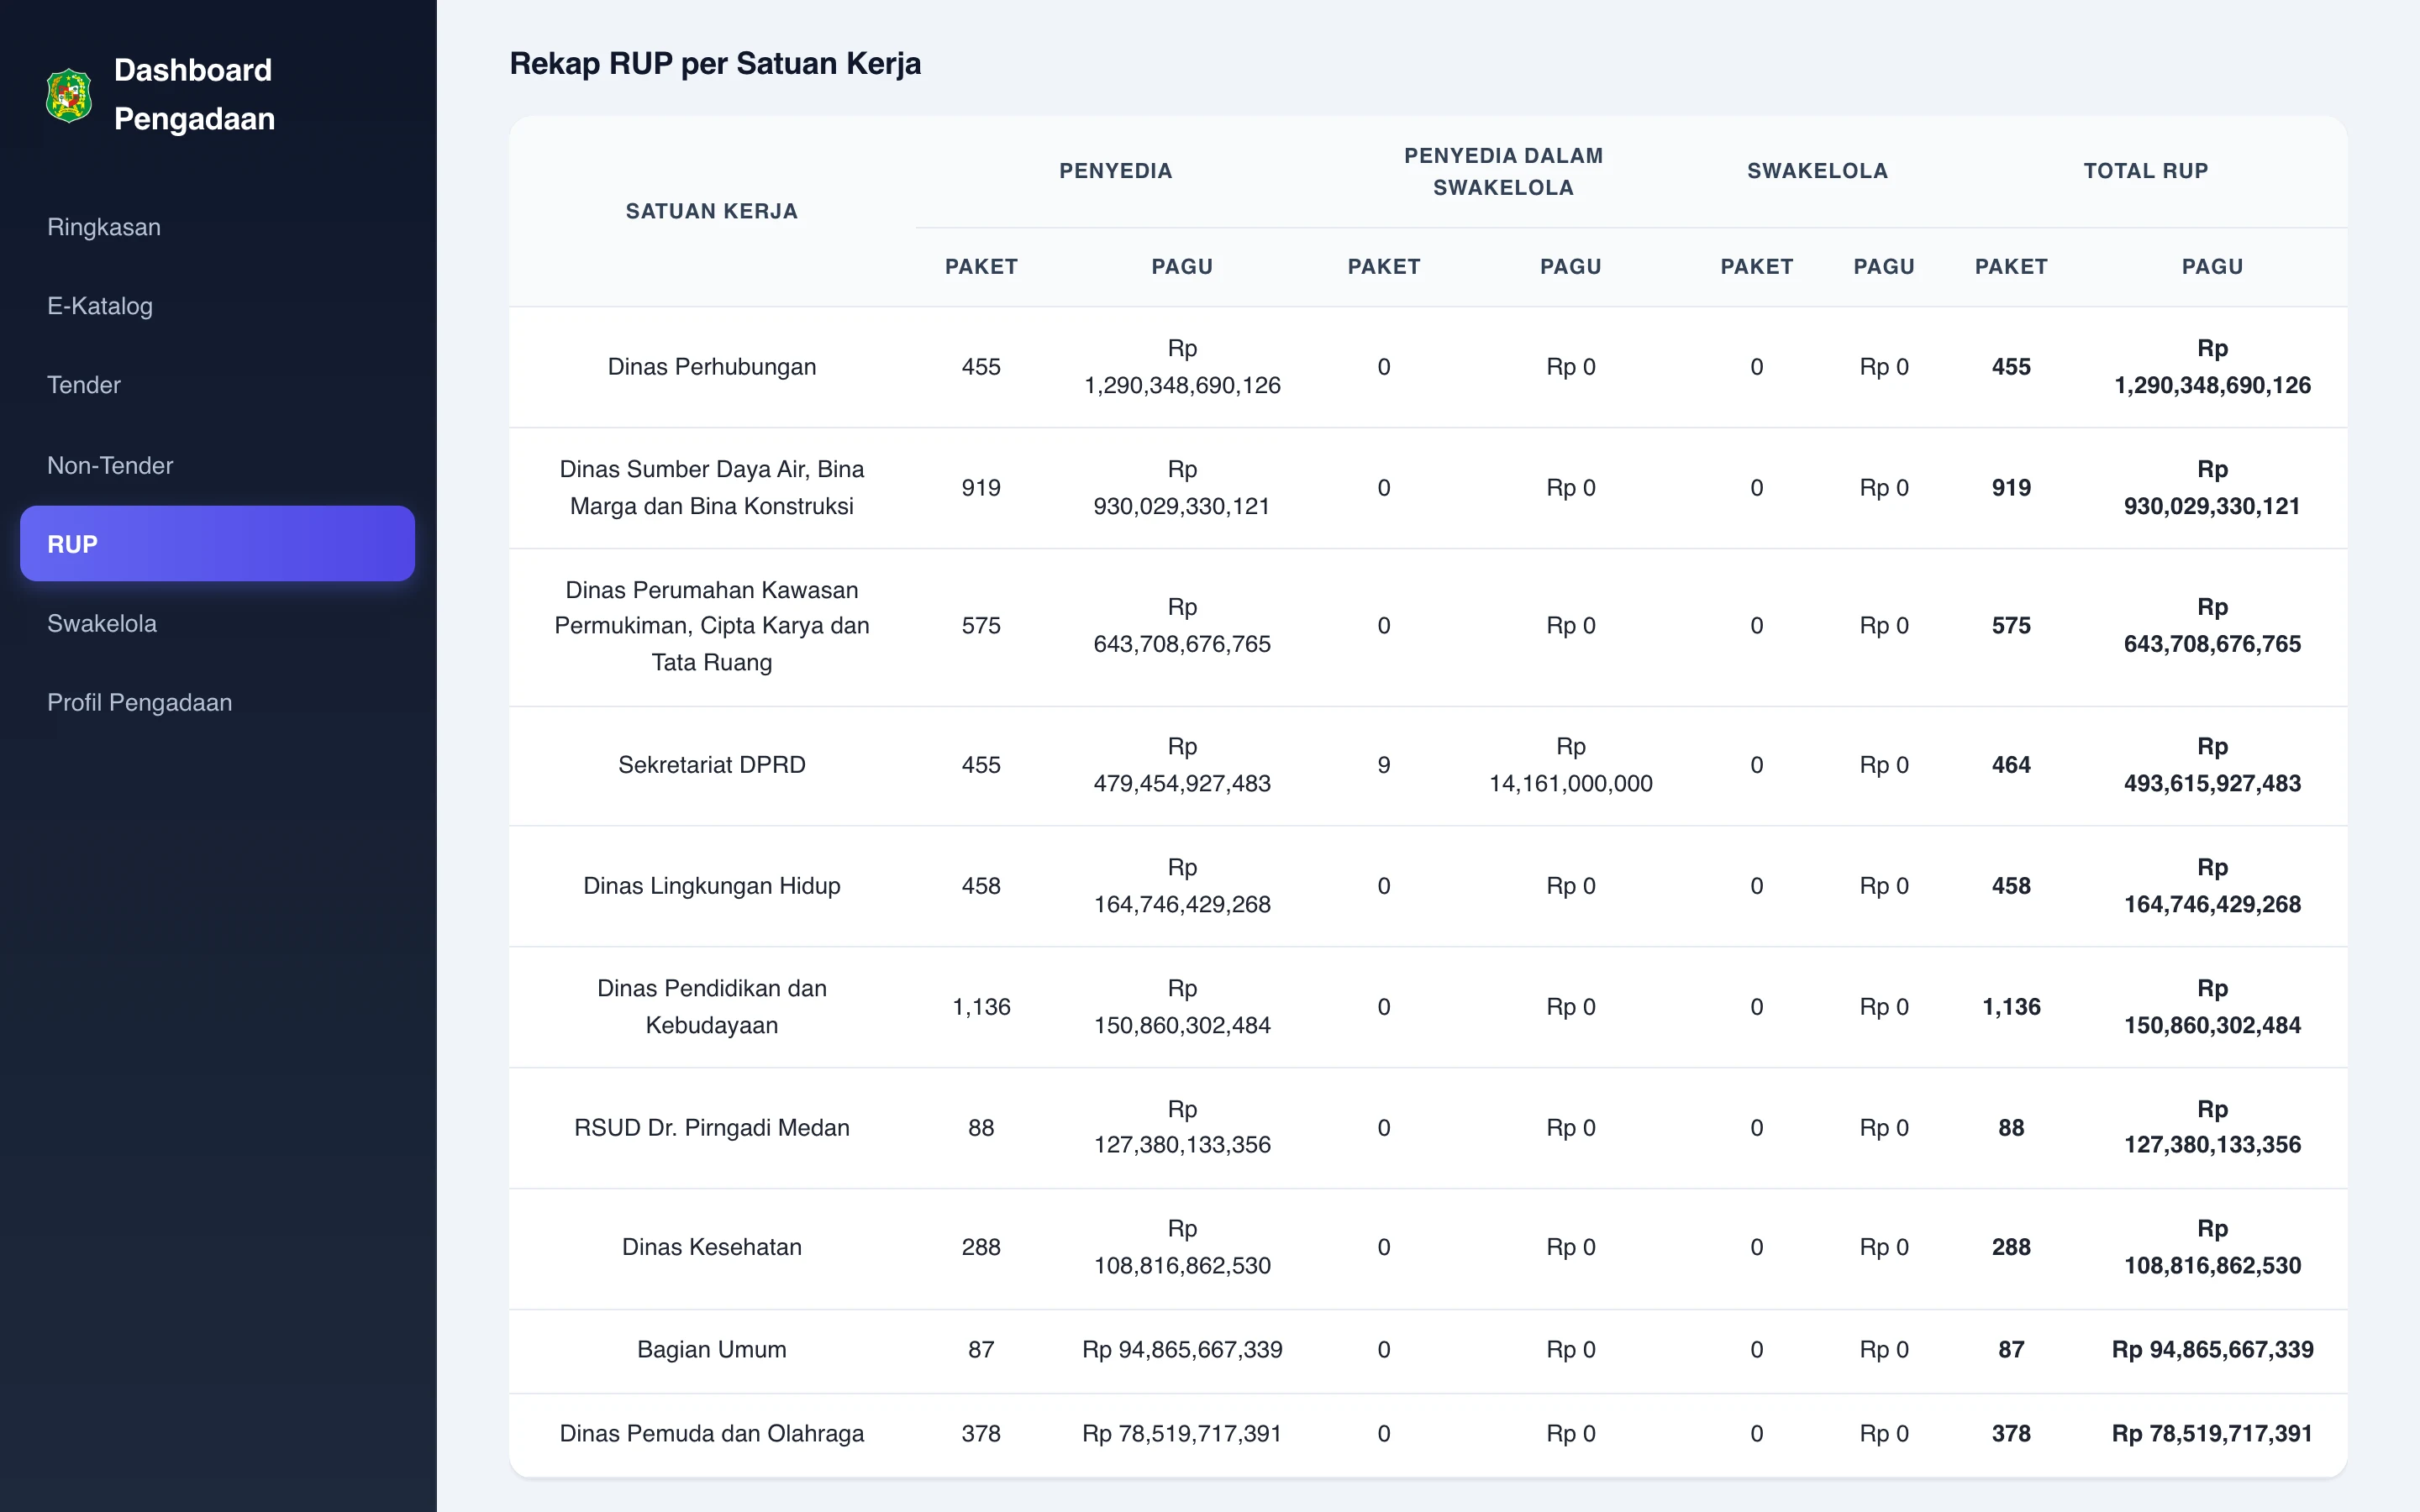 Dashboard
Pengadaan
Ringkasan
E-Katalog
Tender
Non-Tender
RUP
Swakelola
Profil Pengadaan
Rekap RUP per Satuan Kerja
SATUAN KERJA PENYEDIA PENYEDIA DALAM SWAKELOLA SWAKELOLA TOTAL RUP
PAKET PAGU PAKET PAGU PAKET PAGU PAKET PAGU
Dinas Perhubungan 455 Rp 1,290,348,690,126 0 Rp 0 0 Rp 0 455 Rp 1,290,348,690,126
Dinas Sumber Daya Air, Bina Marga dan Bina Konstruksi 919 Rp 930,029,330,121 0 Rp 0 0 Rp 0 919 Rp 930,029,330,121
Dinas Perumahan Kawasan Permukiman, Cipta Karya dan Tata Ruang 575 Rp 643,708,676,765 0 Rp 0 0 Rp 0 575 Rp 643,708,676,765
Sekretariat DPRD 455 Rp 479,454,927,483 9 Rp 14,161,000,000 0 Rp 0 464 Rp 493,615,927,483
Dinas Lingkungan Hidup 458 Rp 164,746,429,268 0 Rp 0 0 Rp 0 458 Rp 164,746,429,268
Dinas Pendidikan dan Kebudayaan 1,136 Rp 150,860,302,484 0 Rp 0 0 Rp 0 1,136 Rp 150,860,302,484
RSUD Dr. Pirngadi Medan 88 Rp 127,380,133,356 0 Rp 0 0 Rp 0 88 Rp 127,380,133,356
Dinas Kesehatan 288 Rp 108,816,862,530 0 Rp 0 0 Rp 0 288 Rp 108,816,862,530
Bagian Umum 87 Rp 94,865,667,339 0 Rp 0 0 Rp 0 87 Rp 94,865,667,339
Dinas Pemuda dan Olahraga 378 Rp 78,519,717,391 0 Rp 0 0 Rp 0 378 Rp 78,519,717,391